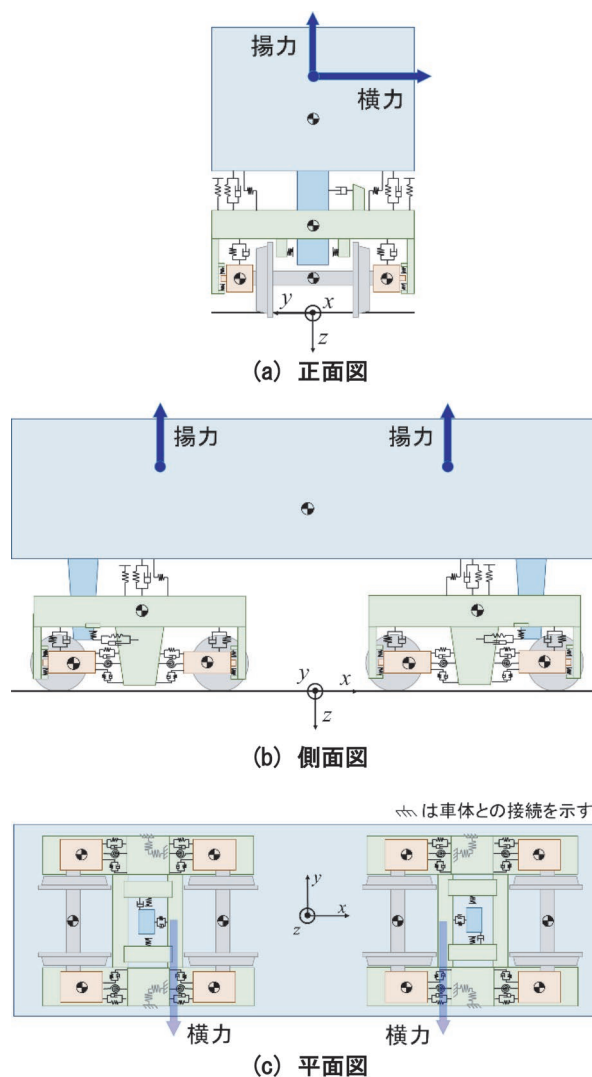 揚力
横力
y
x
z
(a) 正面図
揚力
揚力
y
x
z
(b) 側面図
は車体との接続を示す
y
x
z
横力
横力
(c) 平面図